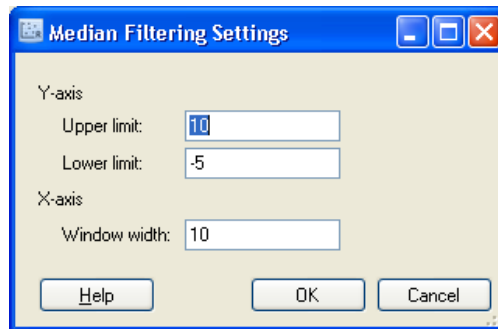 Median Filtering Settings
Y-axis
Upper limit: 10
Lower limit: -5
X-axis
Window width: 10
Help OK Cancel